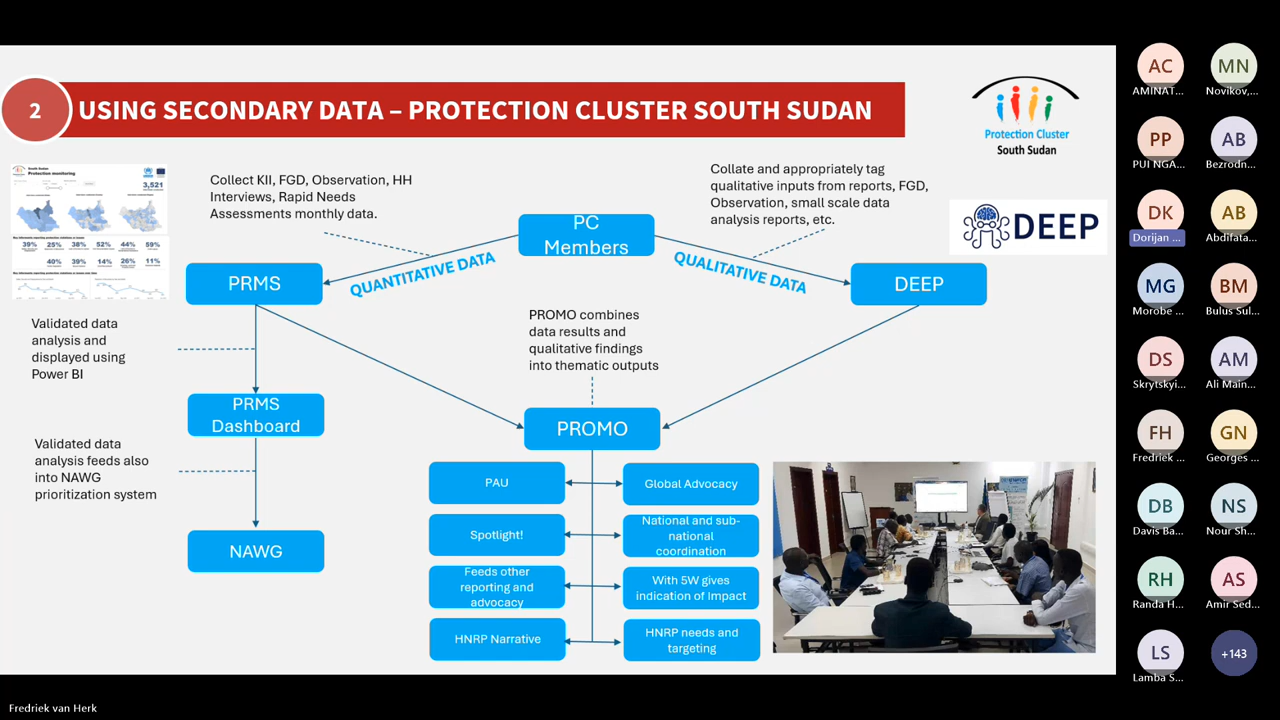 2
USING SECONDARY DATA – PROTECTION CLUSTER SOUTH SUDAN
Protection Cluster
South Sudan
South Sudan
Protection monitoring
3,521
39% 25% 38% 52% 44% 59%
40% 39% 14% 26% 11%
Collect KII, FGD, Observation, HH
Interviews, Rapid Needs
Assessments monthly data.
Collate and appropriately tag
qualitative inputs from reports, FGD,
Observation, small scale data
analysis reports, etc.
DEEP
PC
Members
QUANTITATIVE DATA
QUALITATIVE DATA
PRMS
DEEP
PROMO combines
data results and
qualitative findings
into thematic outputs
Validated data
analysis and
displayed using
Power BI
PRMS
Dashboard
PROMO
Validated data
analysis feeds also
into NAWG
prioritization system
NAWG
PAU
Global Advocacy
Spotlight!
National and sub-
national
coordination
Feeds other
reporting and
advocacy
With 5W gives
indication of Impact
HNRP Narrative
HNRP needs and
targeting
AC
AMINAT...
MN
Novikov,...
PP
PUI NGA...
AB
Bezrodn...
DK
Dorijan ...
AB
Abdifata...
MG
Morobe ...
BM
Bulus Sul...
DS
Skrytskyi...
AM
Ali Main...
FH
Fredriek ...
GN
Georges ...
DB
Davis Ba...
NS
Nour Sh...
RH
Randa H...
AS
Amir Sed...
LS
Lamba S...
+143
Fredriek van Herk